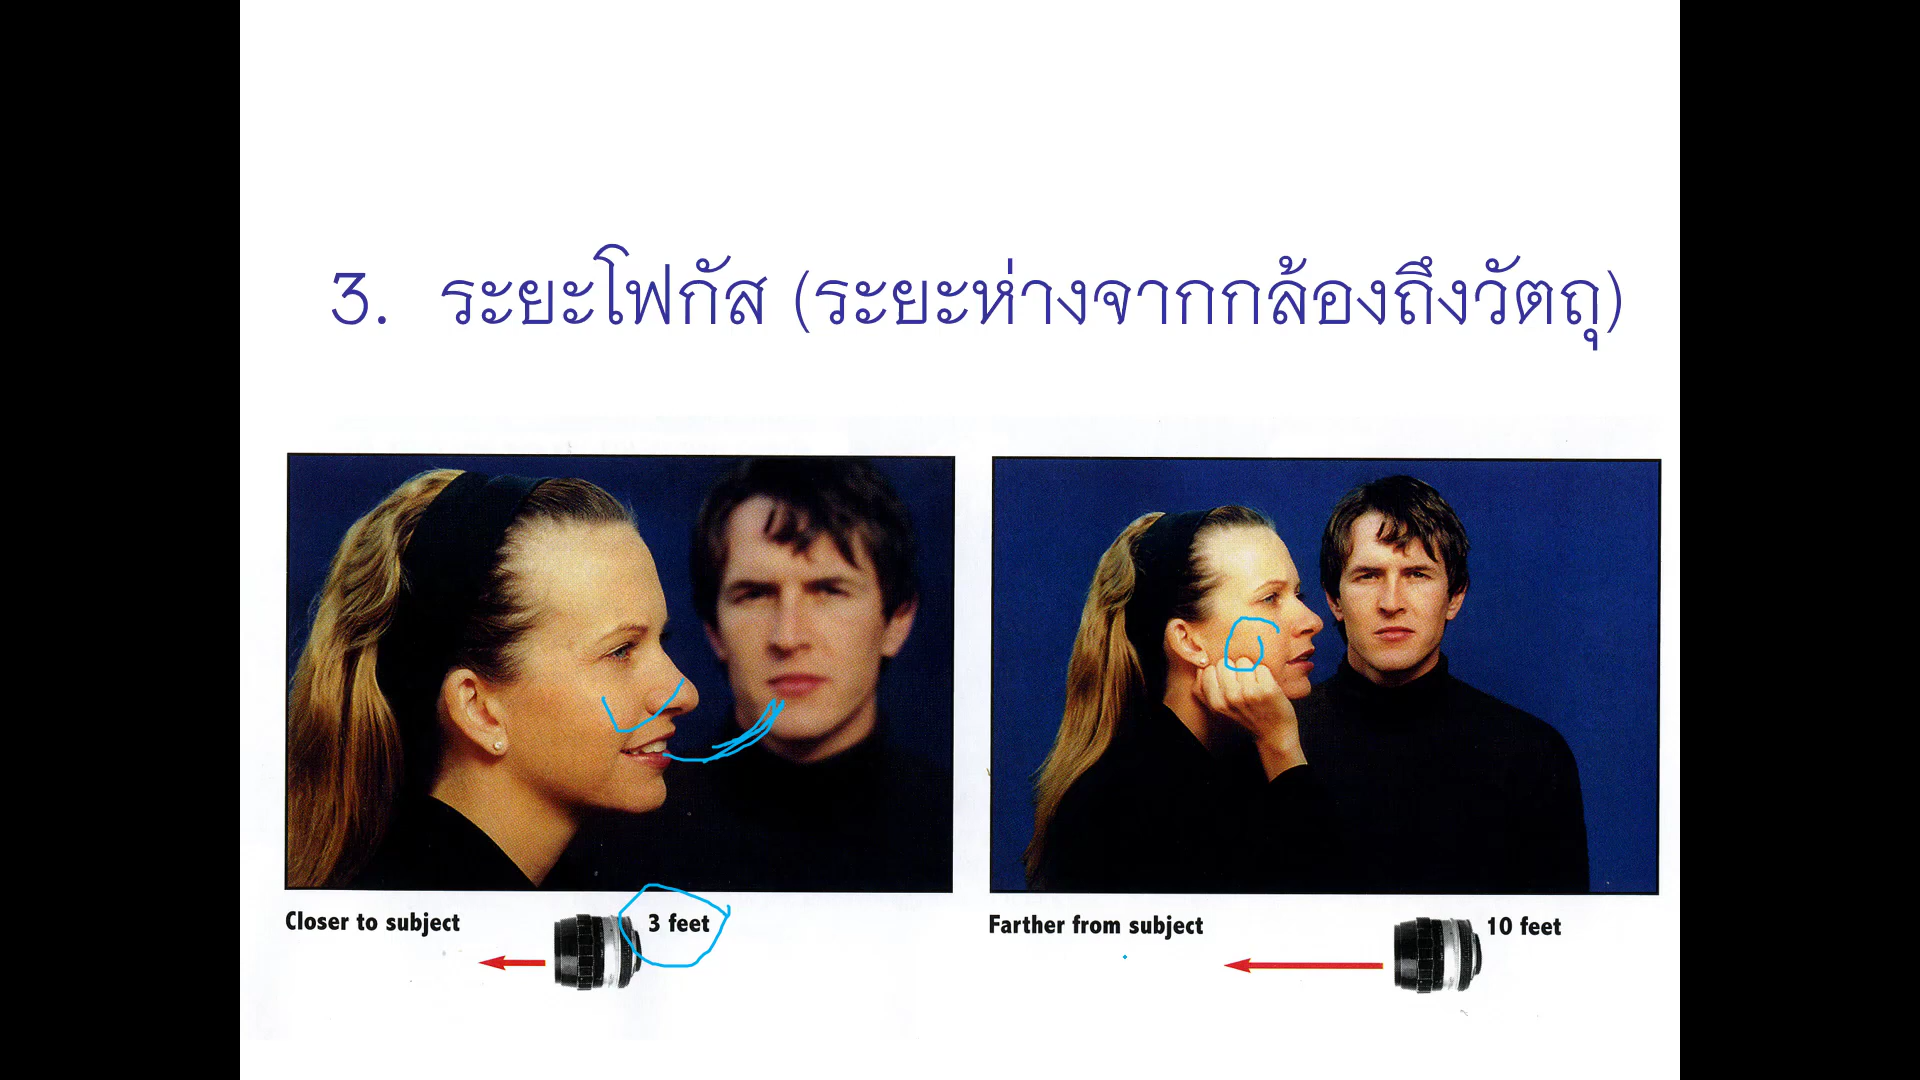 3. ระยะโฟกัส (ระยะห่างจากกล้องถึงวัตถุ)
Closer to subject
3 feet
Farther from subject
10 feet